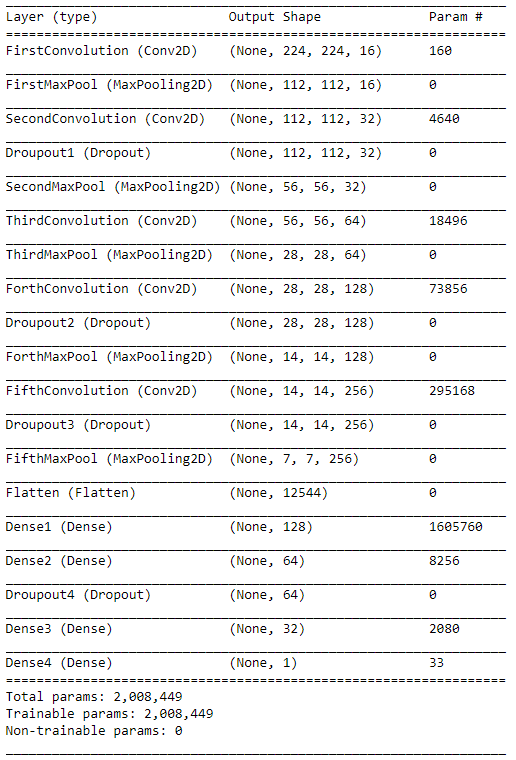 Layer (type) Output Shape Param #
FirstConvolution (Conv2D) (None, 224, 224, 16) 160
FirstMaxPool (MaxPooling2D) (None, 112, 112, 16) 0
SecondConvolution (Conv2D) (None, 112, 112, 32) 4640
Droupout1 (Dropout) (None, 112, 112, 32) 0
SecondMaxPool (MaxPooling2D) (None, 56, 56, 32) 0
ThirdConvolution (Conv2D) (None, 56, 56, 64) 18496
ThirdMaxPool (MaxPooling2D) (None, 28, 28, 64) 0
ForthConvolution (Conv2D) (None, 28, 28, 128) 73856
Droupout2 (Dropout) (None, 28, 28, 128) 0
ForthMaxPool (MaxPooling2D) (None, 14, 14, 128) 0
FifthConvolution (Conv2D) (None, 14, 14, 256) 295168
Droupout3 (Dropout) (None, 14, 14, 256) 0
FifthMaxPool (MaxPooling2D) (None, 7, 7, 256) 0
Flatten (Flatten) (None, 12544) 0
Dense1 (Dense) (None, 128) 1605760
Dense2 (Dense) (None, 64) 8256
Droupout4 (Dropout) (None, 64) 0
Dense3 (Dense) (None, 32) 2080
Dense4 (Dense) (None, 1) 33
Total params: 2,008,449
Trainable params: 2,008,449
Non-trainable params: 0